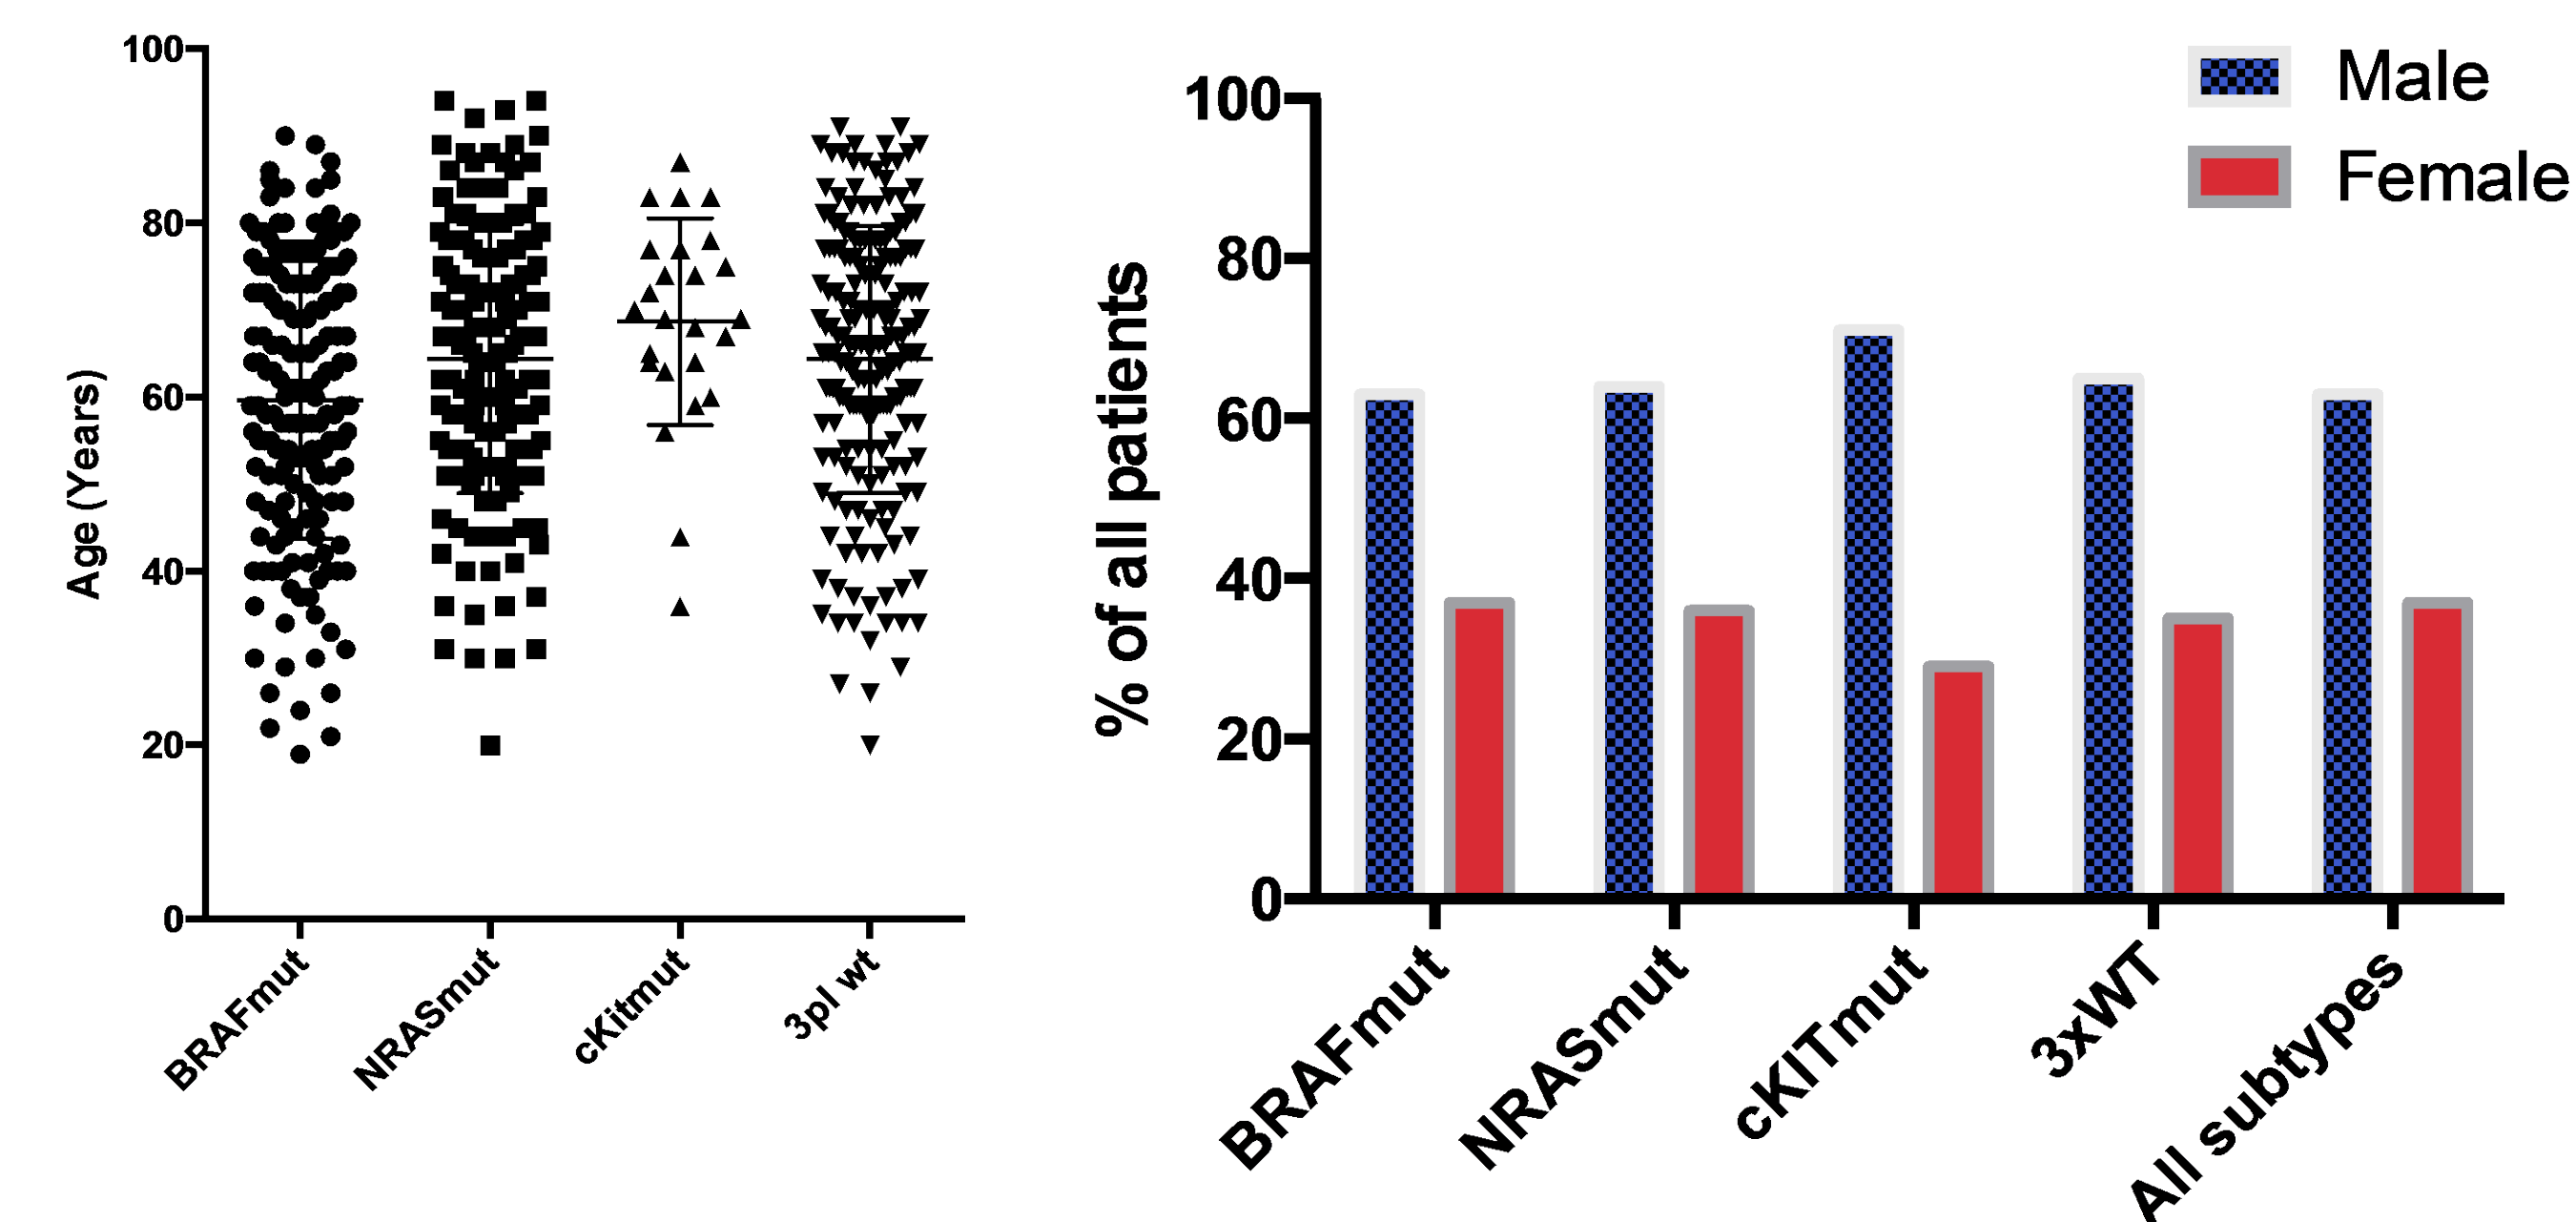 Age (Years)
100
80
60
40
20
0
BRAFmut
NRASmut
cKitmut
3pl wt
% of all patients
100
80
60
40
20
0
BRAFmut
NRASmut
cKITmut
3xWT
All subtypes
Male
Female